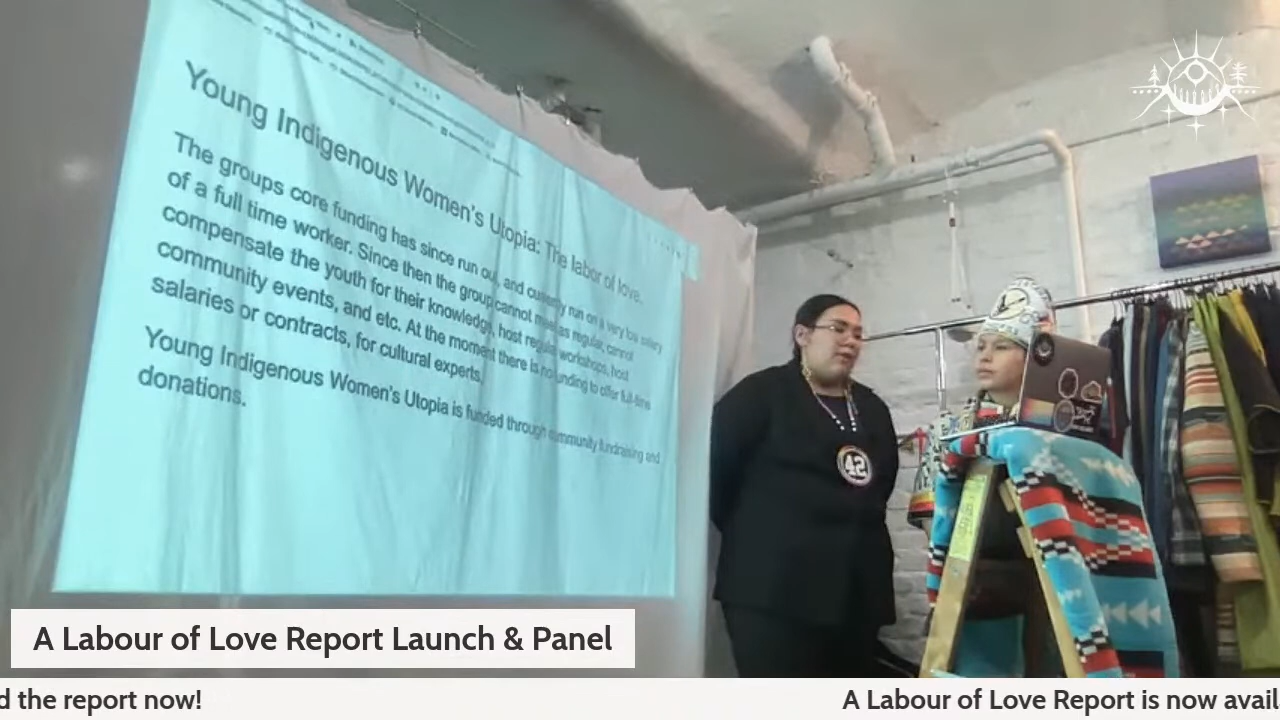 Young Indigenous Women's Utopia: The labor of love.
The groups core funding has since run out, and currently run on a very low salary
of a full time worker. Since then the group cannot meet as regular, cannot
compensate the youth for their knowledge, host regular workshops, host
community events, and etc. At the moment there is no funding to offer full-time
salaries or contracts, for cultural experts.
Young Indigenous Women's Utopia is funded through community fundraising and
donations.
42
A Labour of Love Report Launch & Panel
d the report now!
A Labour of Love Report is now avail